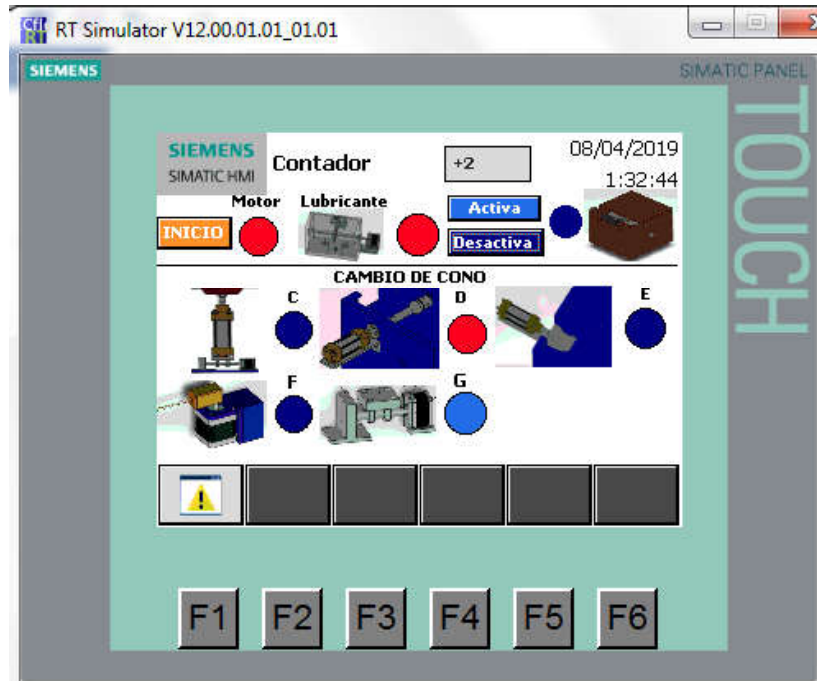 RT Simulator V12.00.01.01_01.01
SIEMENS
SIMATIC PANEL
TOUCH
SIEMENS
SIMATIC HMI
Contador
+2
08/04/2019
1:32:44
Motor
Lubricante
Activa
INICIO
Desactiva
CAMBIO DE CONO
C
D
E
F
G
F1 F2 F3 F4 F5 F6